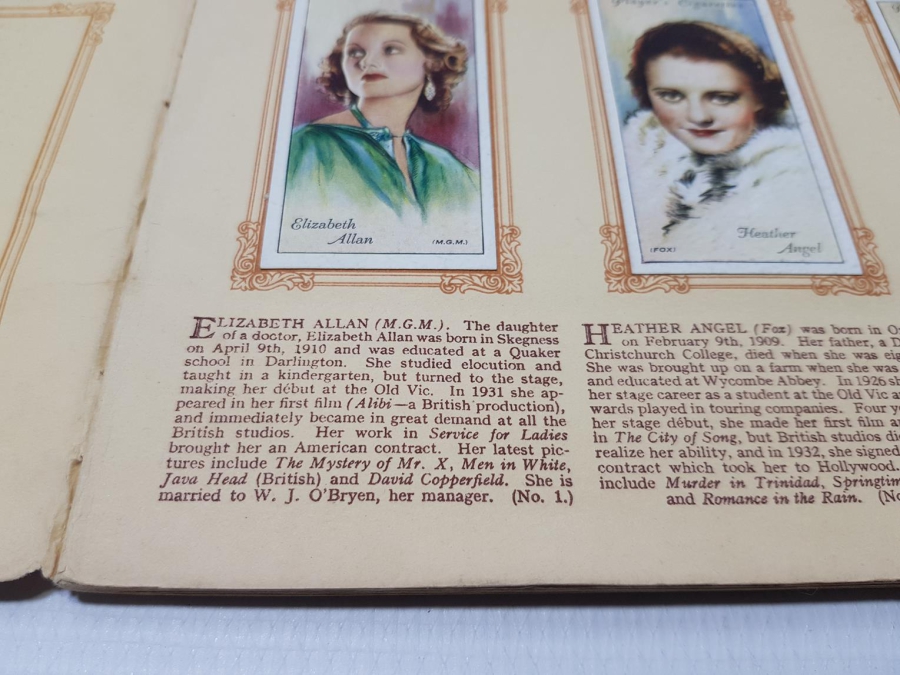 Player's Cigarettes
Elizabeth
Allan
(M.G.M.)
Heather
Angel
(FOX)
ELIZABETH ALLAN (M.G.M.). The daughter
of a doctor, Elizabeth Allan was born in Skegness
on April 9th, 1910 and was educated at a Quaker
school in Darlington. She studied elocution and
taught in a kindergarten, but turned to the stage,
making her début at the Old Vic. In 1931 she ap-
peared in her first film (Alibi—a British production),
and immediately became in great demand at all the
British studios. Her work in Service for Ladies
brought her an American contract. Her latest pic-
tures include The Mystery of Mr. X, Men in White,
Java Head (British) and David Copperfield. She is
married to W. J. O'Bryen, her manager. (No. 1.)
HEATHER ANGEL (Fox) was born in O
on February 9th, 1909. Her father, a D
Christchurch College, died when she was eig
She was brought up on a farm when she was
and educated at Wycombe Abbey. In 1926 sh
her stage career as a student at the Old Vic a
wards played in touring companies. Four y
her stage début, she made her first film a
in The City of Song, but British studios di
realize her ability, and in 1932, she signed
contract which took her to Hollywood.
include Murder in Trinidad, Springtim
and Romance in the Rain. (No